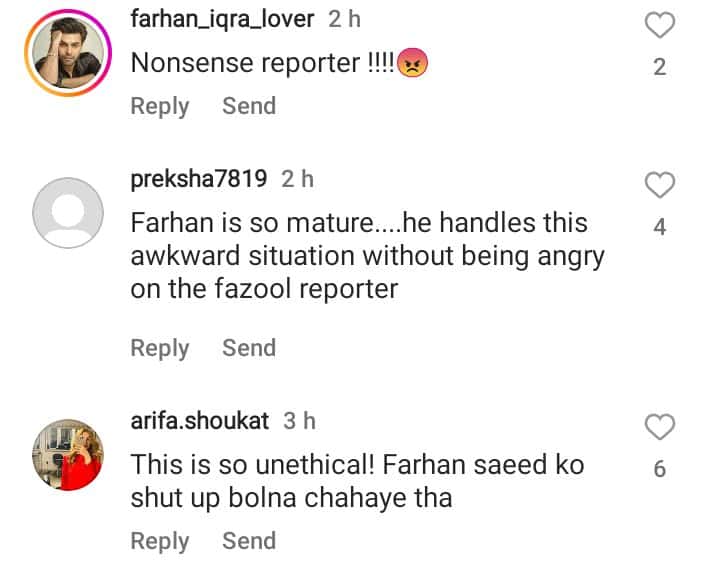 farhan_iqra_lover 2 h
Nonsense reporter !!!!😡
2
Reply Send
preksha7819 2 h
Farhan is so mature....he handles this
4
awkward situation without being angry
on the fazool reporter
Reply Send
arifa.shoukat 3 h
This is so unethical! Farhan saeed ko
6
shut up bolna chahaye tha
Reply Send